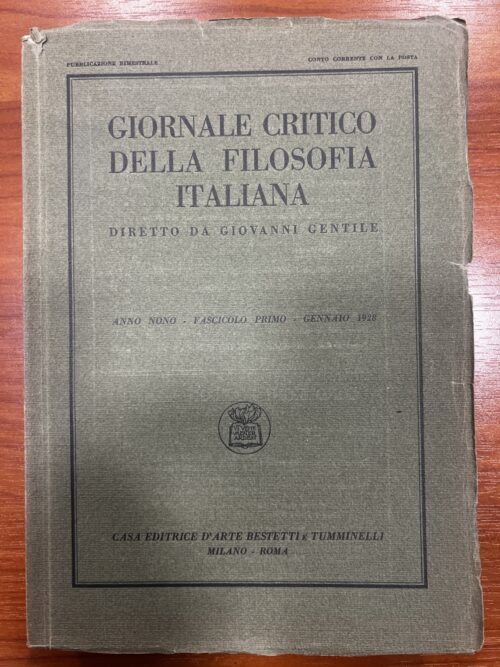 PUBBLICAZIONE BIMESTRALE
CONTO CORRENTE CON LA POSTA
GIORNALE CRITICO
DELLA FILOSOFIA
ITALIANA
DIRETTO DA GIOVANNI GENTILE
ANNO NONO - FASCICOLO PRIMO - GENNAIO 1928
CASA EDITRICE D'ARTE BESTETTI E TUMMINELLI
MILANO - ROMA